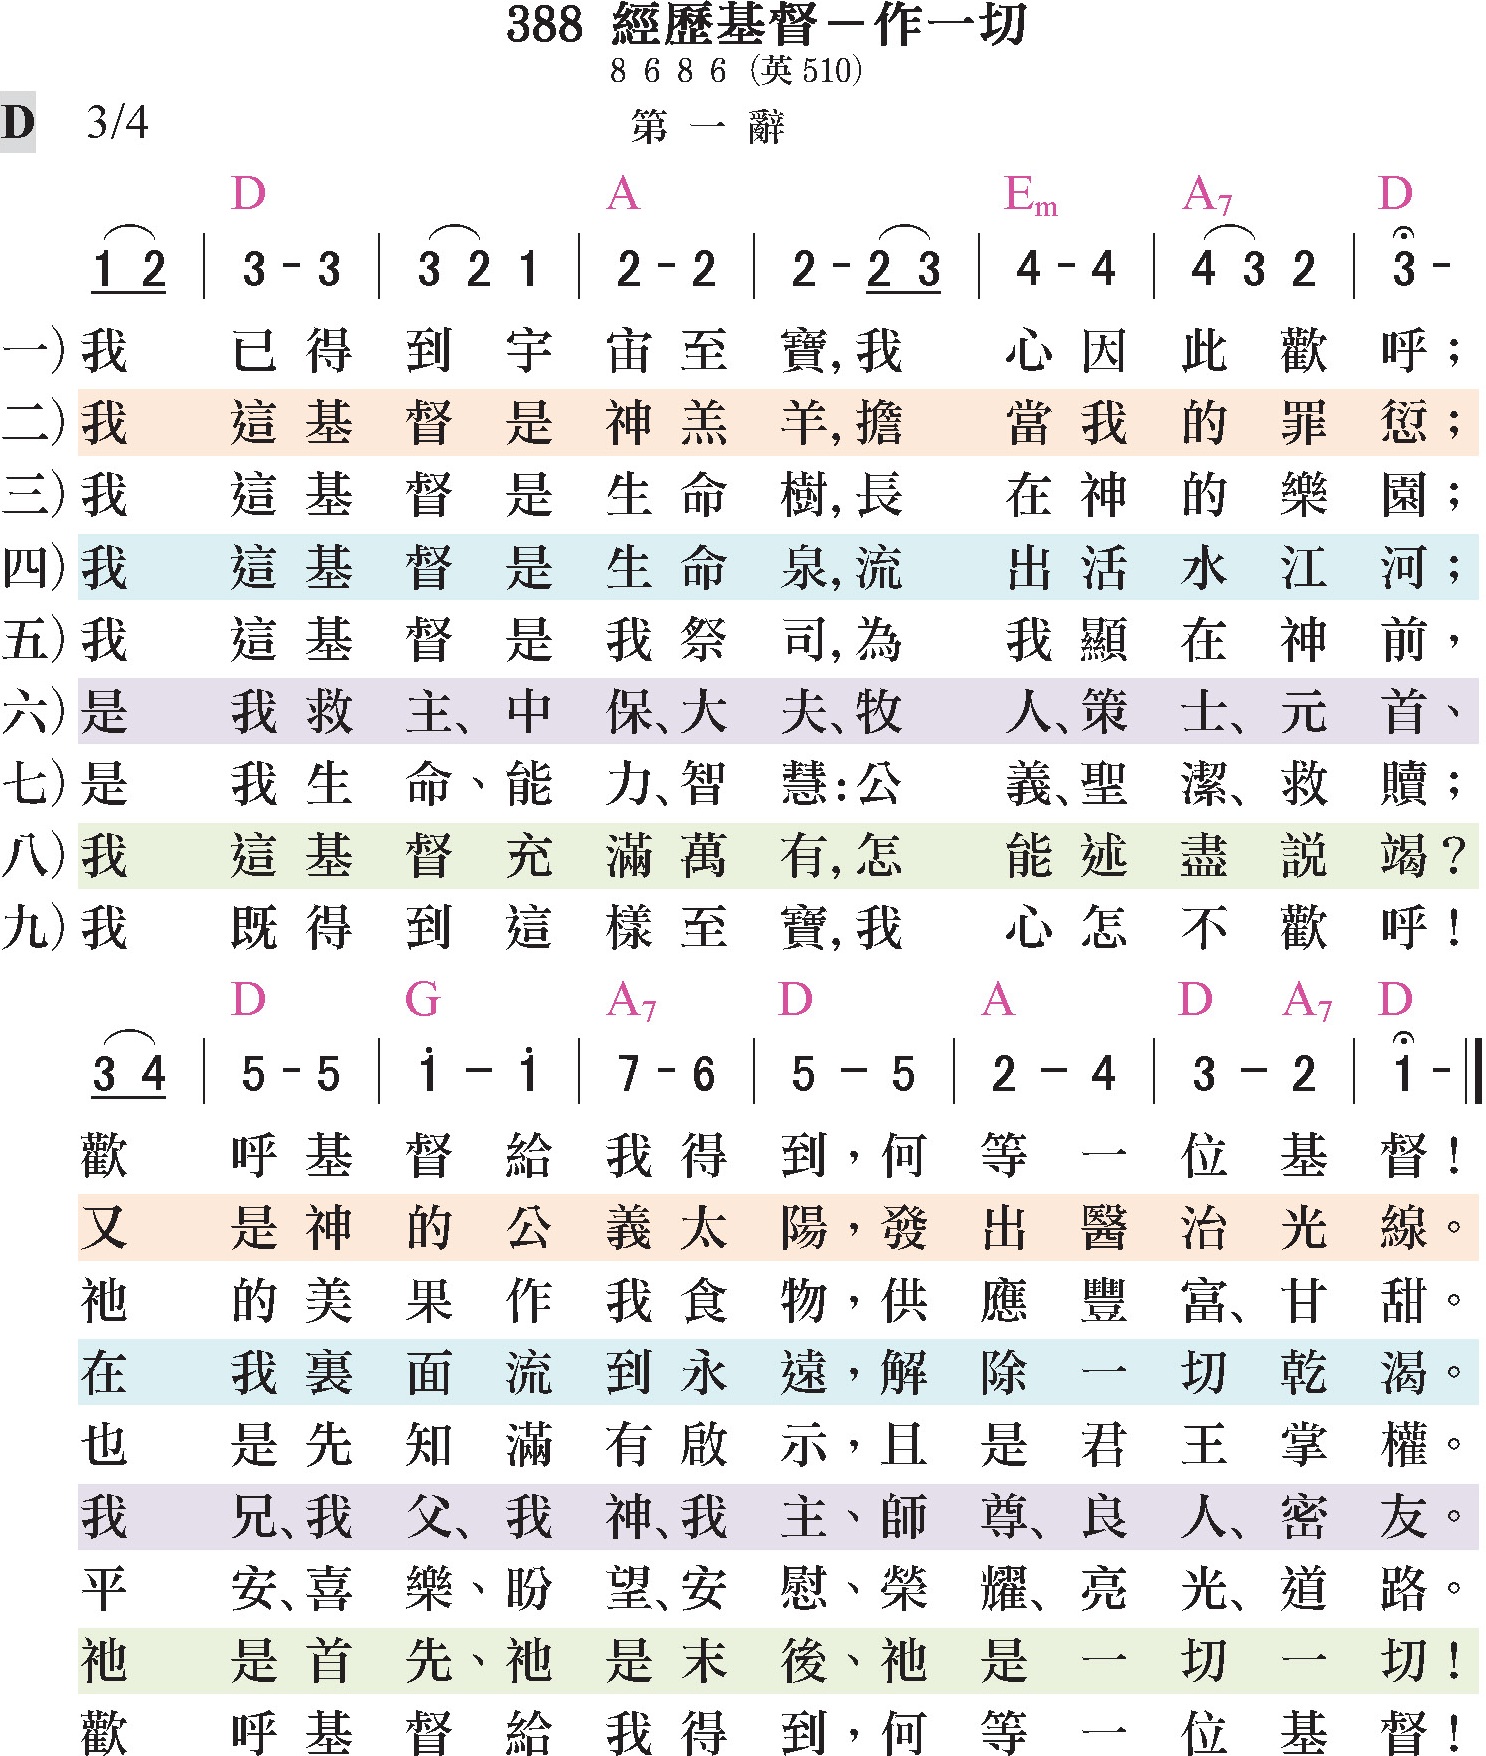 388 經歷基督－作一切
8 6 8 6 (英510)
D 3/4 第一辭
D A Em A7 D
1 2 | 3 - 3 | 3 2 1 | 2 - 2 | 2 - 2 3 | 4 - 4 | 4 3 2 | 3 -
一)我已得到宇宙至寶,我心因此歡呼；
二)我這基督是神羔羊,擔當我的罪愆；
三)我這基督是生命樹,長在神的樂園；
四)我這基督是生命泉,流出活水江河；
五)我這基督是我祭司,為我顯在神前，
六)是我救主、中保、大夫、牧人、策士、元首、
七)是我生命、能力、智慧:公義、聖潔、救贖；
八)我這基督充滿萬有,怎能述盡説竭？
九)我既得到這樣至寶,我心怎不歡呼！
D G A7 D A D A7 D
3 4 | 5 - 5 | i - i | 7 - 6 | 5 - 5 | 2 - 4 | 3 - 2 | 1 - ‖
歡呼基督給我得到，何等一位基督！
又是神的公義太陽，發出醫治光線。
祂的美果作我食物，供應豐富、甘甜。
在我裏面流到永遠，解除一切乾渴。
也是先知滿有啟示，且是君王掌權。
我兄、我父、我神、我主、師尊、良人、密友。
平安、喜樂、盼望、安慰、榮耀、亮光、道路。
祂是首先、祂是末後、祂是一切一切！
歡呼基督給我得到，何等一位基督！